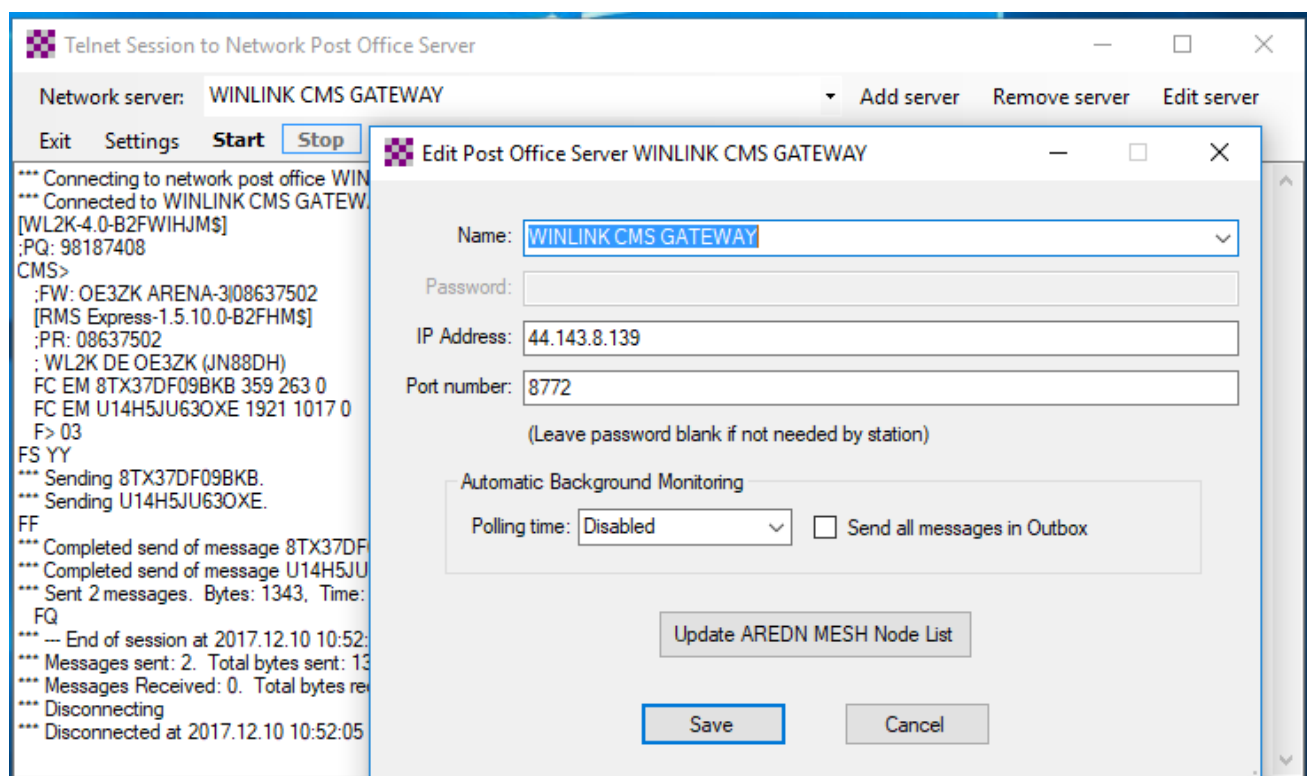 Telnet Session to Network Post Office Server
Network server: WINLINK CMS GATEWAY Add server Remove server Edit server
Exit Settings Start Stop
*** Connecting to network post office WIN
*** Connected to WINLINK CMS GATEW
[WL2K-4.0-B2FWIHJM$]
;PQ: 98187408
CMS>
;FW: OE3ZK ARENA-3|08637502
[RMS Express-1.5.10.0-B2FHM$]
;PR: 08637502
; WL2K DE OE3ZK (JN88DH)
FC EM 8TX37DF09BKB 359 263 0
FC EM U14H5JU63OXE 1921 1017 0
F> 03
FS YY
*** Sending 8TX37DF09BKB.
*** Sending U14H5JU63OXE.
FF
*** Completed send of message 8TX37DF
*** Completed send of message U14H5JU
*** Sent 2 messages. Bytes: 1343, Time:
FQ
*** --- End of session at 2017.12.10 10:52:
*** Messages sent: 2. Total bytes sent: 13
*** Messages Received: 0. Total bytes re
*** Disconnecting
*** Disconnected at 2017.12.10 10:52:05
Edit Post Office Server WINLINK CMS GATEWAY
Name: WINLINK CMS GATEWAY
Password:
IP Address: 44.143.8.139
Port number: 8772
(Leave password blank if not needed by station)
Automatic Background Monitoring
Polling time: Disabled Send all messages in Outbox
Update AREDN MESH Node List
Save Cancel